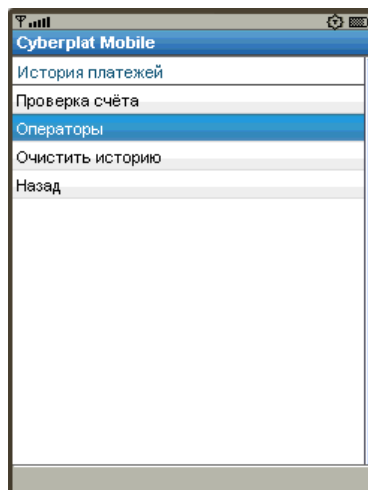 Cyberplat Mobile
История платежей
Проверка счёта
Операторы
Очистить историю
Назад